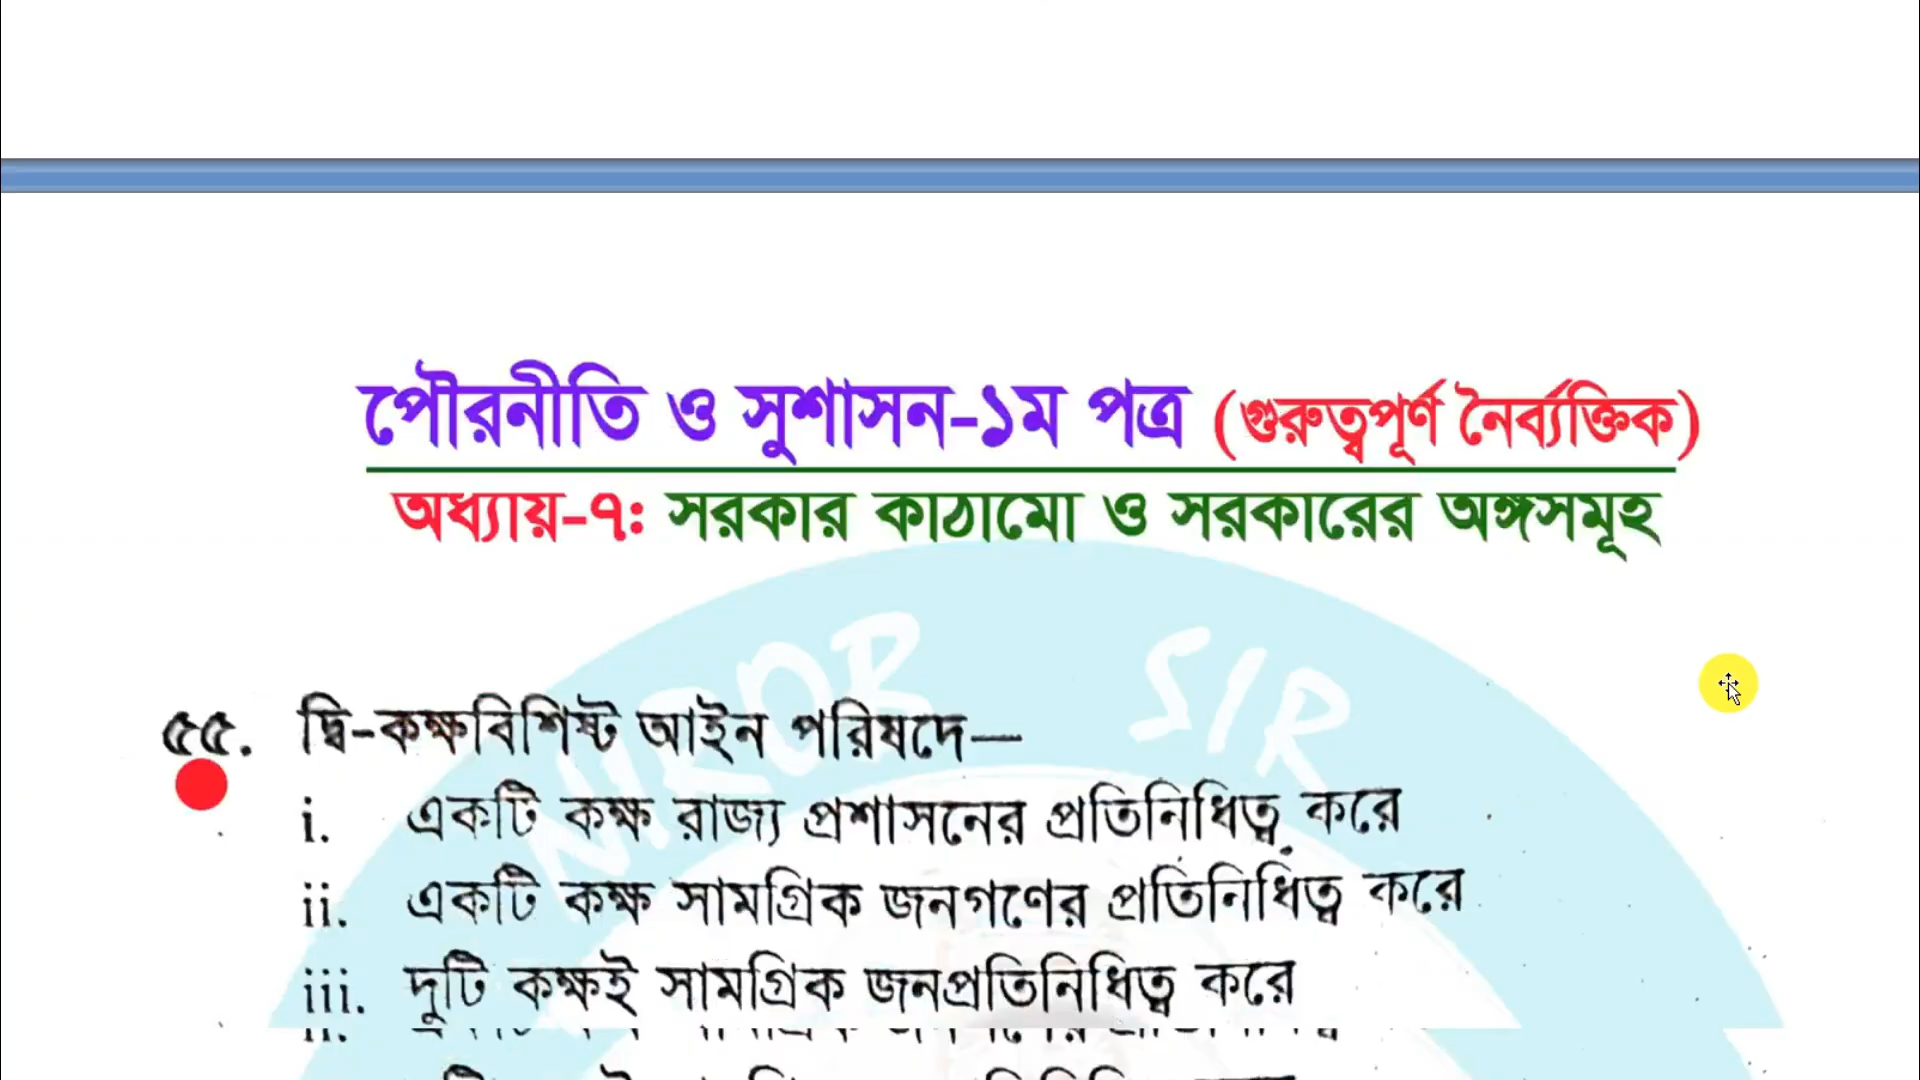 পৌরনীতি ও সুশাসন-১ম পত্র (গুরুত্বপূর্ণ নৈর্ব্যক্তিক)
অধ্যায়-৭: সরকার কাঠামো ও সরকারের অঙ্গসমূহ
NIROR SIR
৫৫. দ্বি-কক্ষবিশিষ্ট আইন পরিষদে—
i. একটি কক্ষ রাজ্য প্রশাসনের প্রতিনিধিত্ব করে
ii. একটি কক্ষ সামগ্রিক জনগণের প্রতিনিধিত্ব করে
iii. দুটি কক্ষই সামগ্রিক জনপ্রতিনিধিত্ব করে